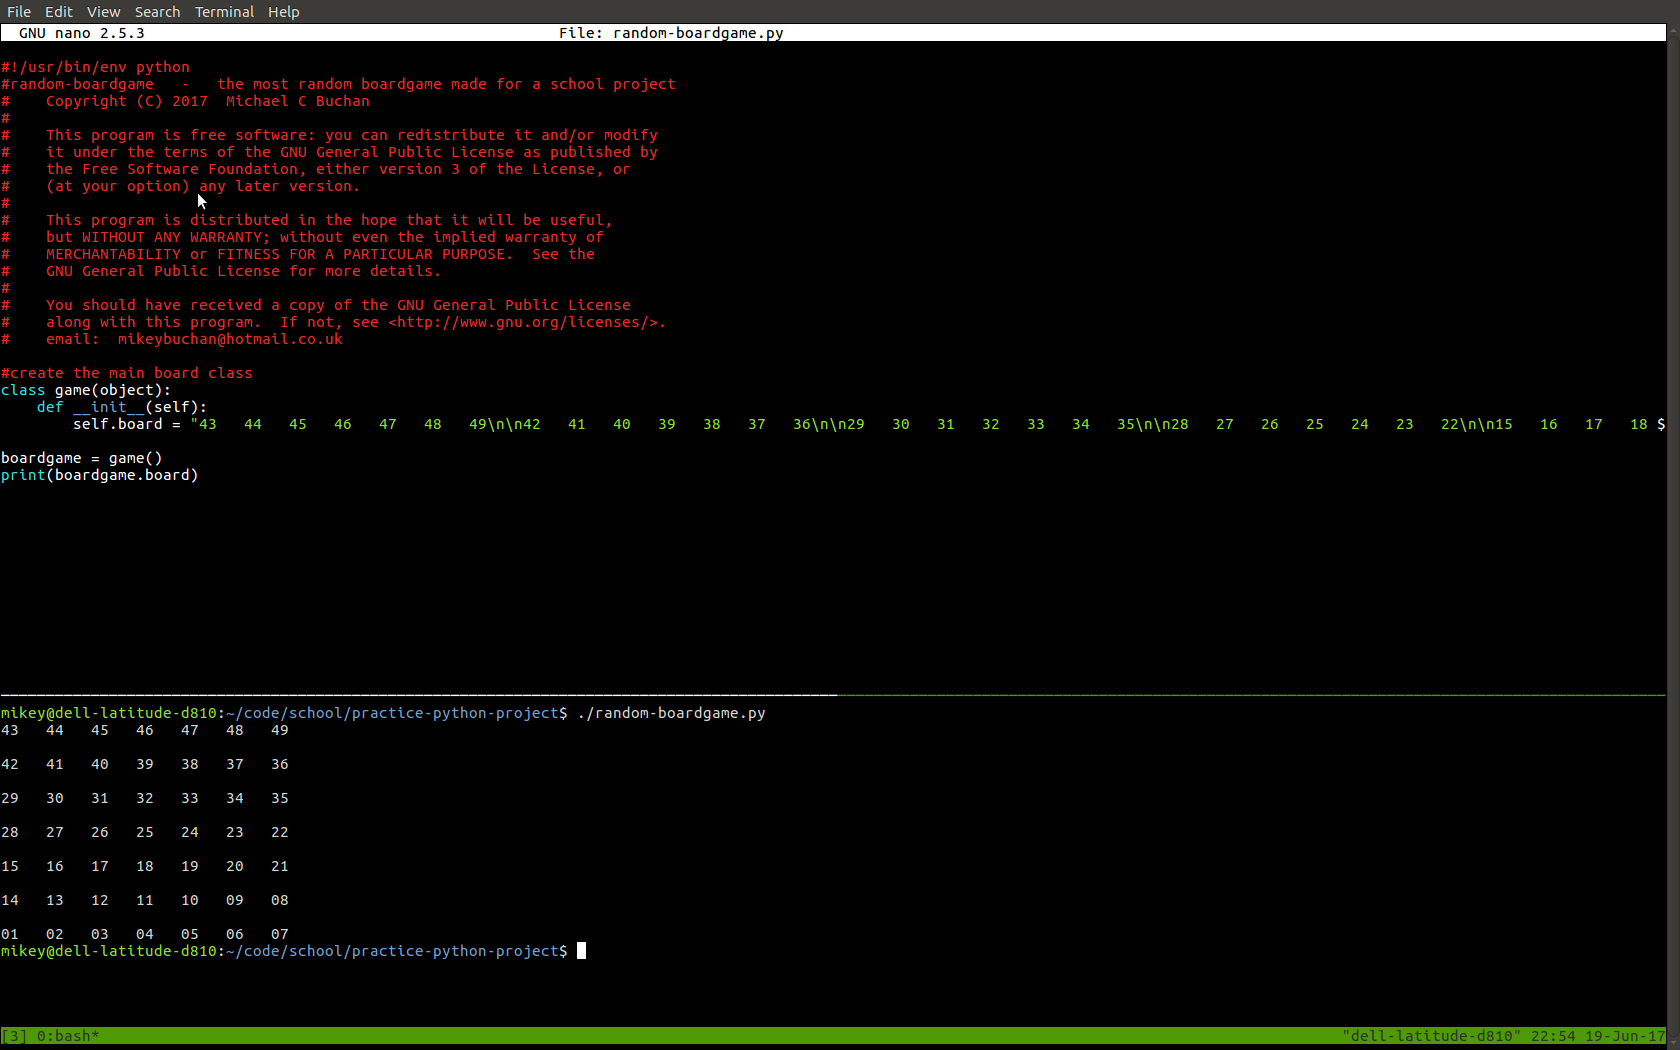 File Edit View Search Terminal Help
GNU nano 2.5.3 File: random-boardgame.py
#!/usr/bin/env python
#random-boardgame   -   the most random boardgame made for a school project
#    Copyright (C) 2017  Michael C Buchan
#
#    This program is free software: you can redistribute it and/or modify
#    it under the terms of the GNU General Public License as published by
#    the Free Software Foundation, either version 3 of the License, or
#    (at your option) any later version.
#
#    This program is distributed in the hope that it will be useful,
#    but WITHOUT ANY WARRANTY; without even the implied warranty of
#    MERCHANTABILITY or FITNESS FOR A PARTICULAR PURPOSE.  See the
#    GNU General Public License for more details.
#
#    You should have received a copy of the GNU General Public License
#    along with this program.  If not, see <http://www.gnu.org/licenses/>.
#    email:  mikeybuchan@hotmail.co.uk
#create the main board class
class game(object):
    def __init__(self):
        self.board = "43   44   45   46   47   48   49\n\n42   41   40   39   38   37   36\n\n29   30   31   32   33   34   35\n\n28   27   26   25   24   23   22\n\n15   16   17   18 $
boardgame = game()
print(boardgame.board)
mikey@dell-latitude-d810:~/code/school/practice-python-project$ ./random-boardgame.py
43   44   45   46   47   48   49
42   41   40   39   38   37   36
29   30   31   32   33   34   35
28   27   26   25   24   23   22
15   16   17   18   19   20   21
14   13   12   11   10   09   08
01   02   03   04   05   06   07
mikey@dell-latitude-d810:~/code/school/practice-python-project$
[3] 0:bash* "dell-latitude-d810" 22:54 19-Jun-17